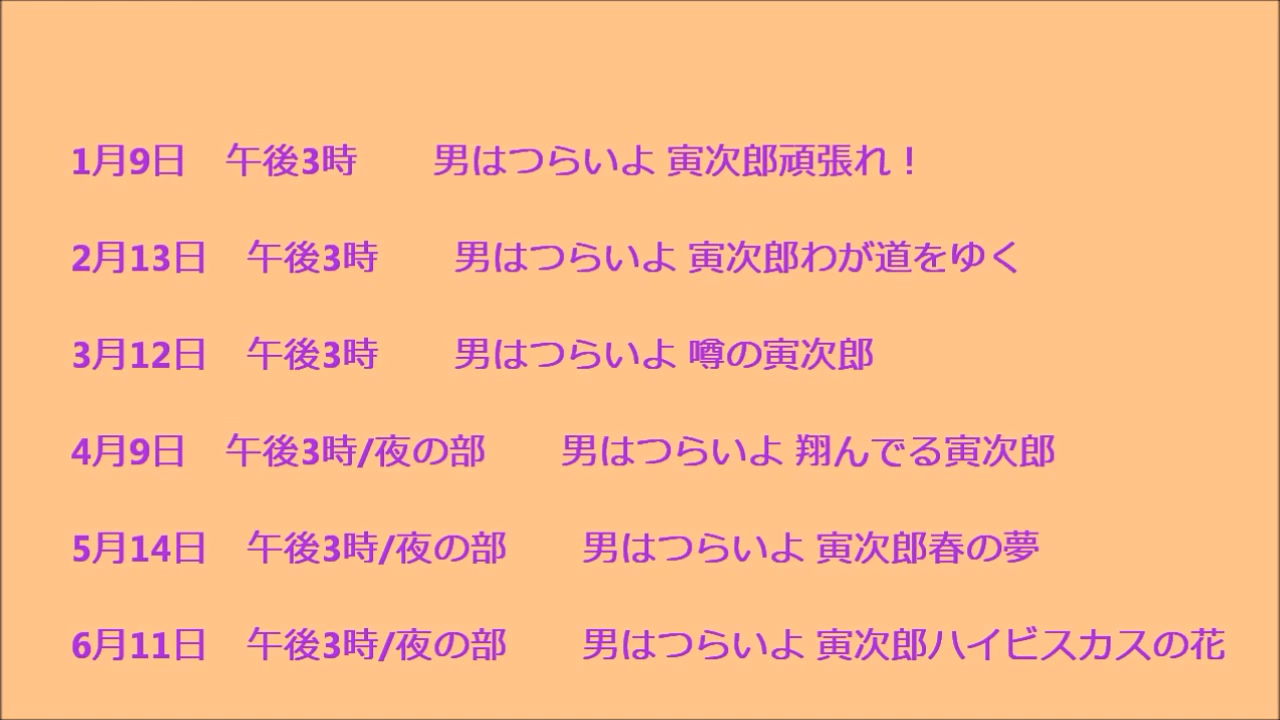 1月9日　午後3時　　男はつらいよ 寅次郎頑張れ！
2月13日　午後3時　　男はつらいよ 寅次郎わが道をゆく
3月12日　午後3時　　男はつらいよ 噂の寅次郎
4月9日　午後3時/夜の部　　男はつらいよ 翔んでる寅次郎
5月14日　午後3時/夜の部　　男はつらいよ 寅次郎春の夢
6月11日　午後3時/夜の部　　男はつらいよ 寅次郎ハイビスカスの花